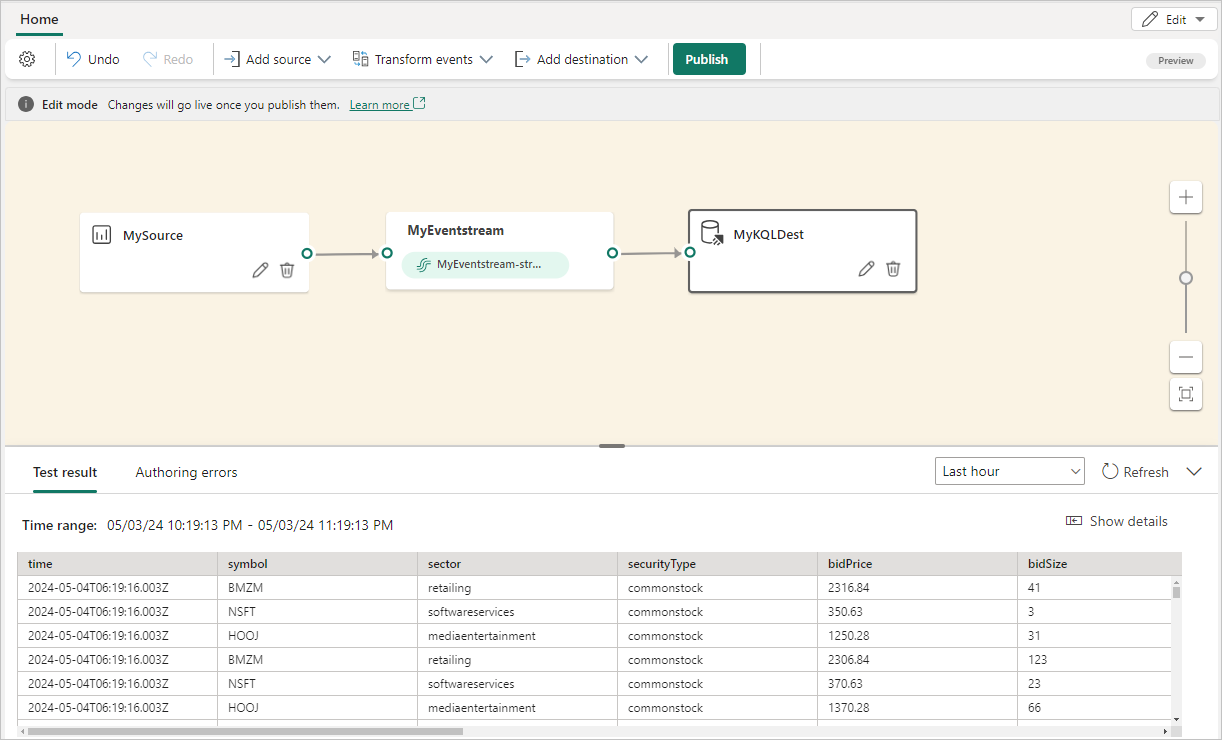 Home
Edit
Undo
Redo
Add source
Transform events
Add destination
Publish
Preview
Edit mode Changes will go live once you publish them. Learn more
MySource
MyEventstream
MyEventstream-str...
MyKQLDest
Test result
Authoring errors
Last hour
Refresh
Time range: 05/03/24 10:19:13 PM - 05/03/24 11:19:13 PM
Show details
time symbol sector securityType bidPrice bidSize
2024-05-04T06:19:16.003Z BMZM retailing commonstock 2316.84 41
2024-05-04T06:19:16.003Z NSFT softwareservices commonstock 350.63 3
2024-05-04T06:19:16.003Z HOOJ mediaentertainment commonstock 1250.28 31
2024-05-04T06:19:16.003Z BMZM retailing commonstock 2306.84 123
2024-05-04T06:19:16.003Z NSFT softwareservices commonstock 370.63 23
2024-05-04T06:19:16.003Z HOOJ mediaentertainment commonstock 1370.28 66